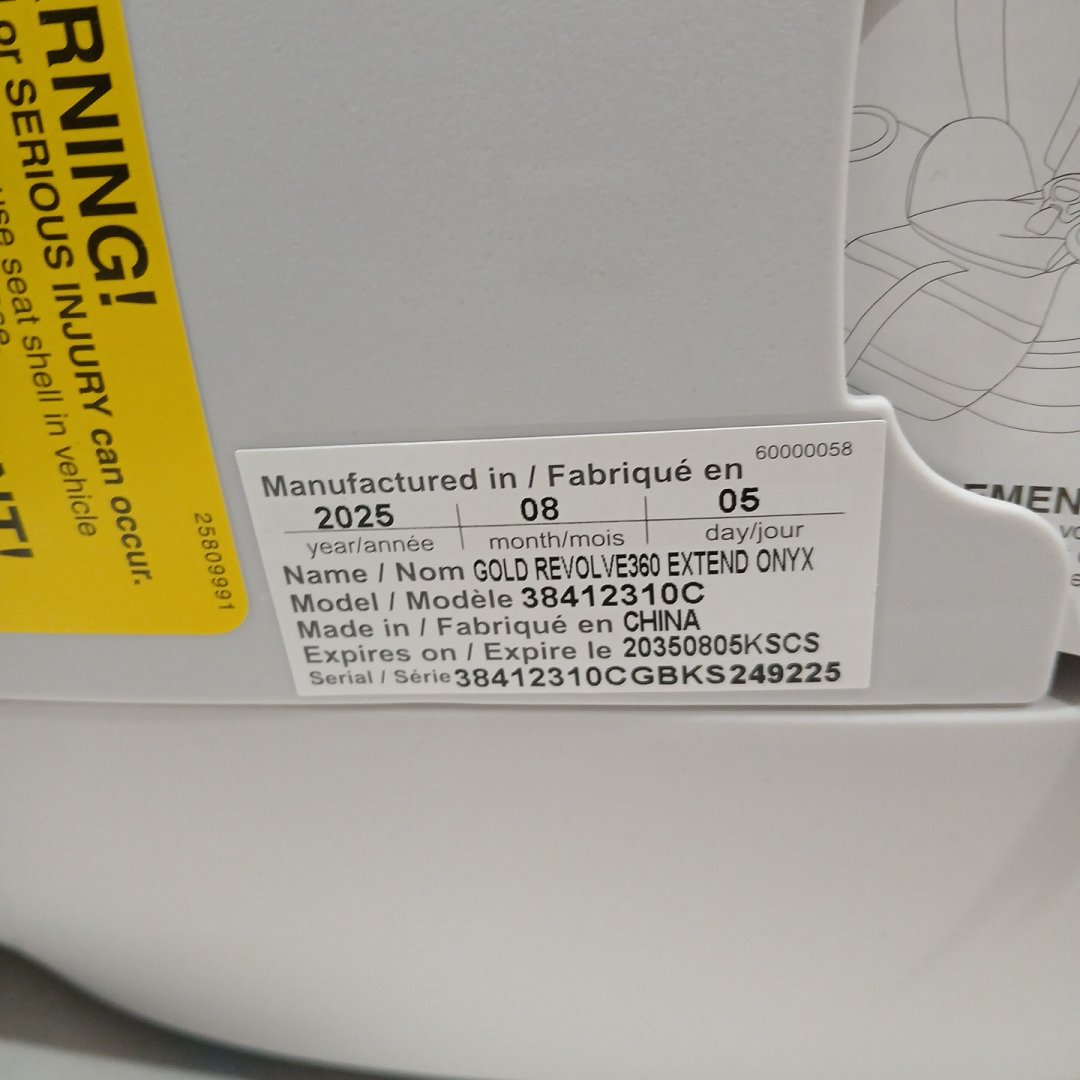 RNING!
or SERIOUS INJURY can occur.
use seat shell in vehicle
25809991
60000058
Manufactured in / Fabriqué en
2025 08 05
year/année month/mois day/jour
Name / Nom GOLD REVOLVE360 EXTEND ONYX
Model / Modèle 38412310C
Made in / Fabriqué en CHINA
Expires on / Expire le 20350805KSCS
Serial / Série 38412310CGBKS249225
EMEN